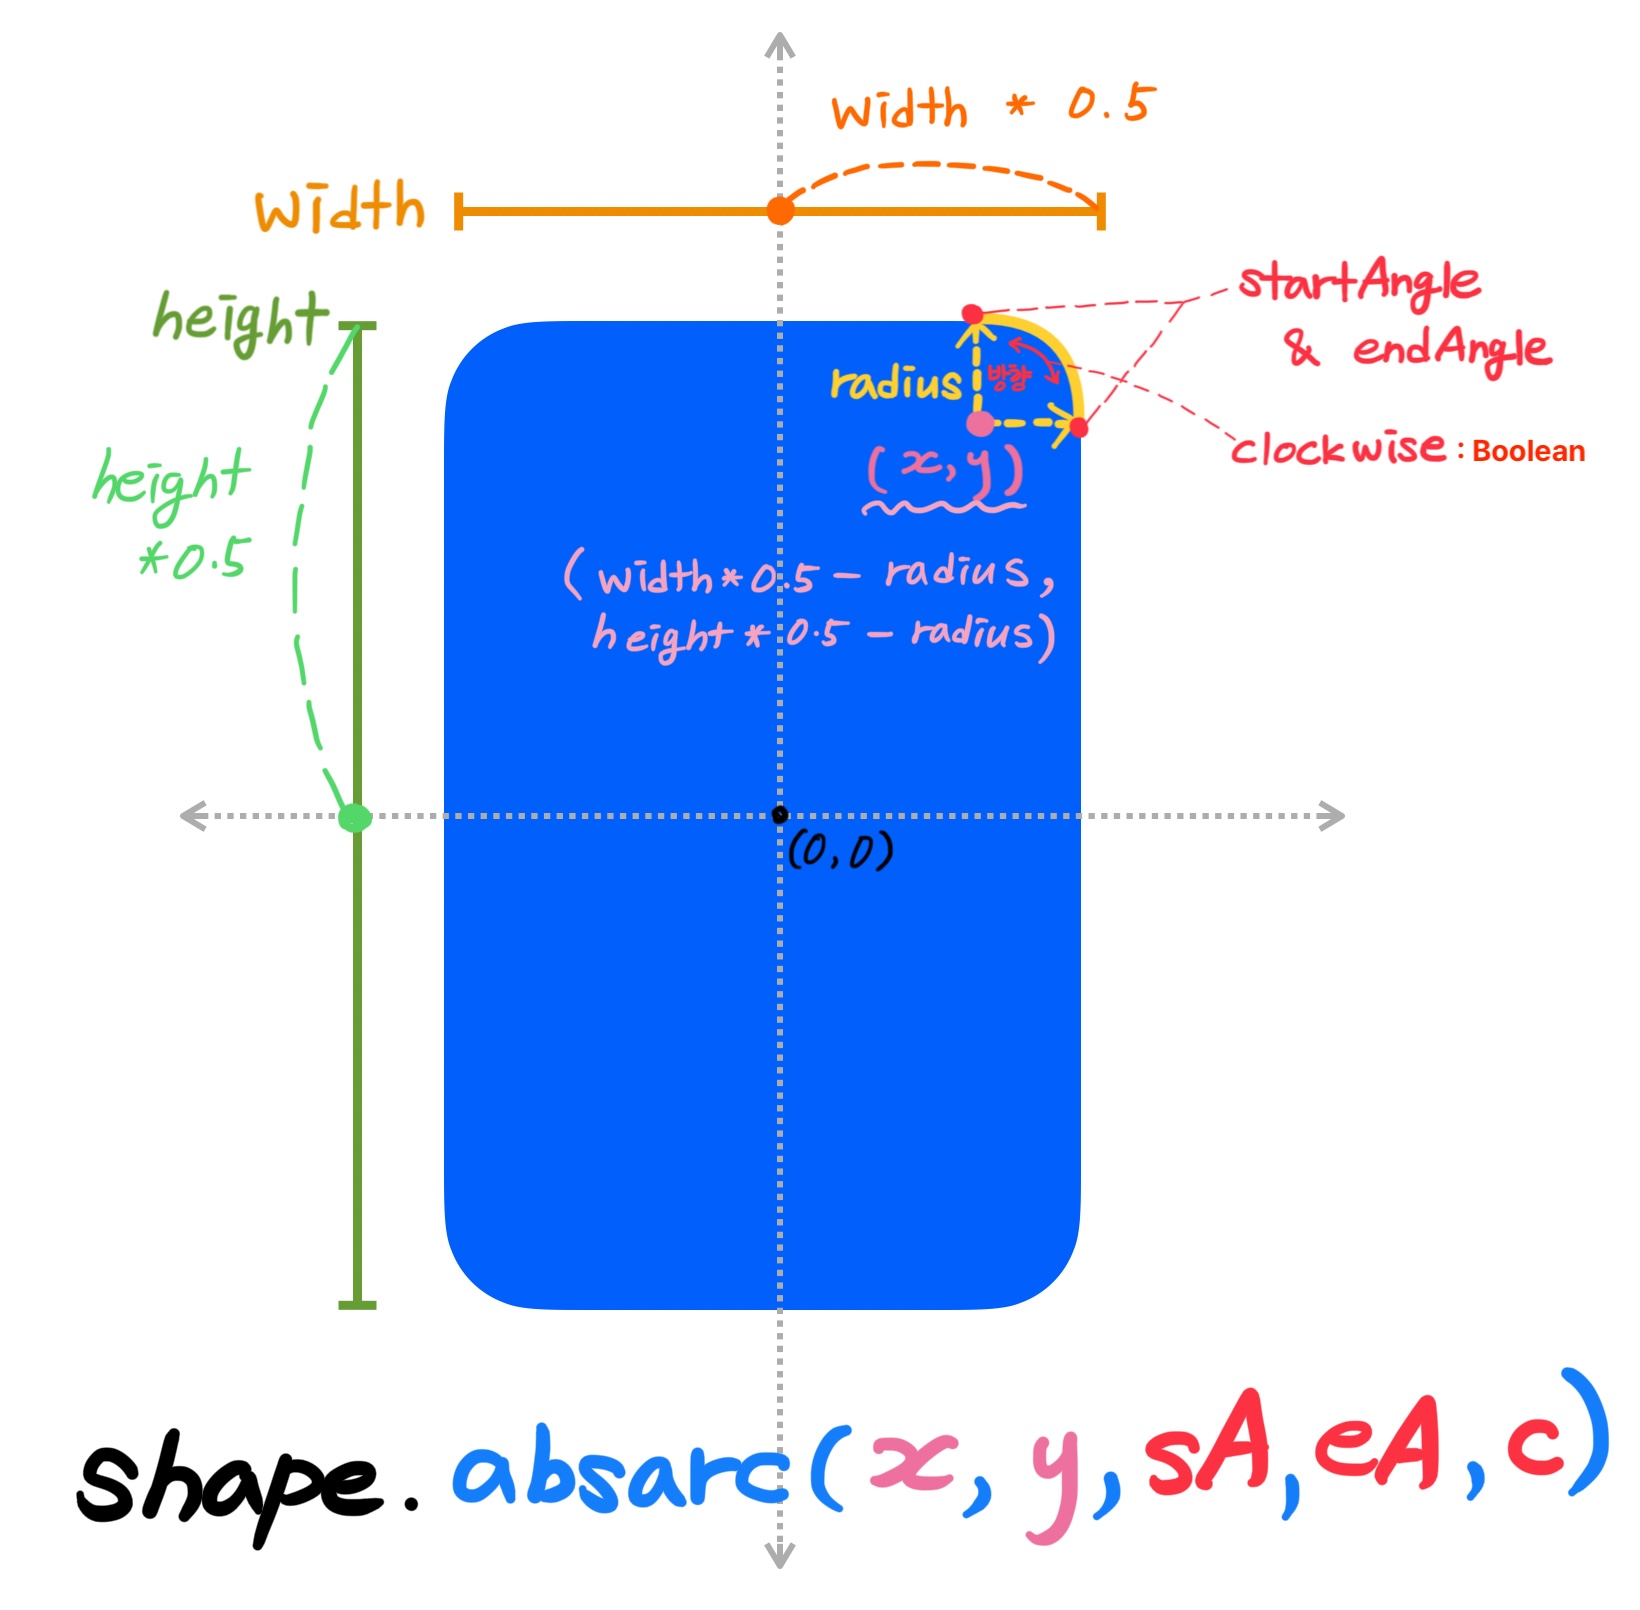 width * 0.5
width
height
startAngle
& endAngle
radius
방향
clockwise : Boolean
(x, y)
height
*0.5
(width*0.5 - radius,
height*0.5 - radius)
(0,0)
shape. absarc(x, y, sA, eA, c)